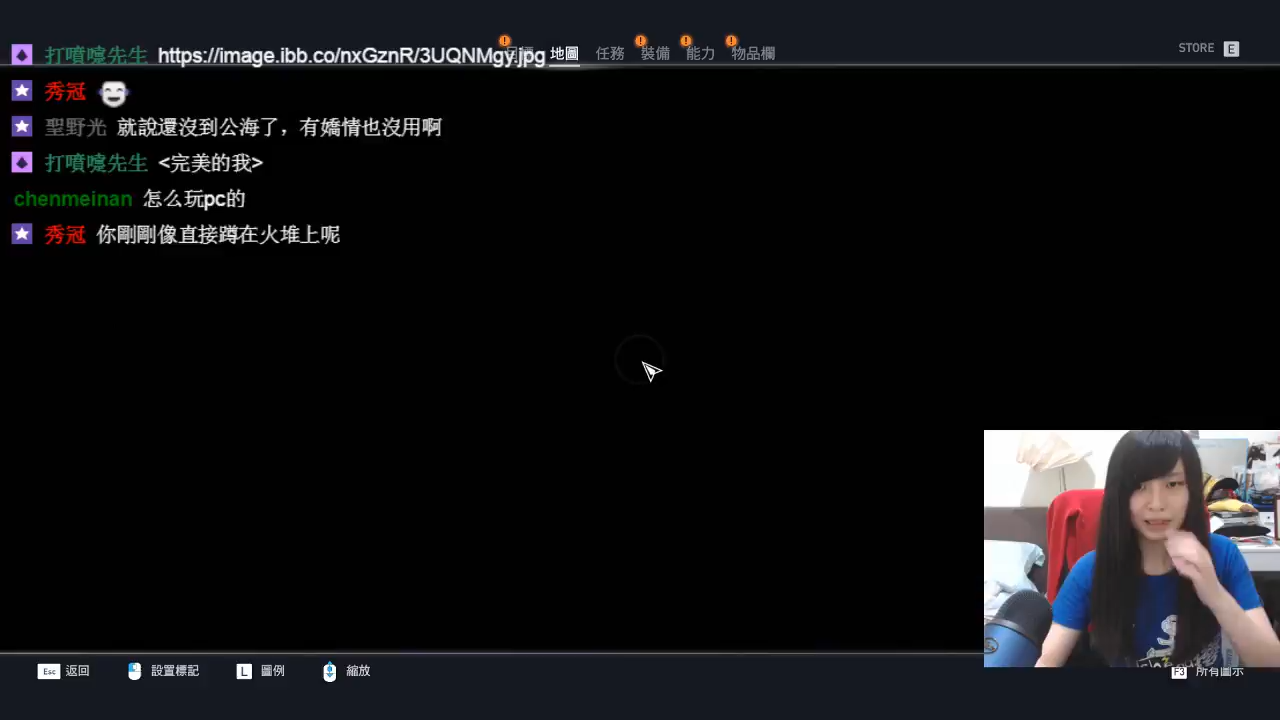 打噴嚏先生 https://image.ibb.co/nxGznR/3UQNMgy.jpg
地圖 任務 裝備 能力 物品欄
STORE E
秀冠
聖野光 就說還沒到公海了，有嬌情也沒用啊
打噴嚏先生 <完美的我>
chenmeinan 怎么玩pc的
秀冠 你剛剛像直接蹲在火堆上呢
Esc 返回 設置標記 L 圖例 縮放
F3 所有圖示